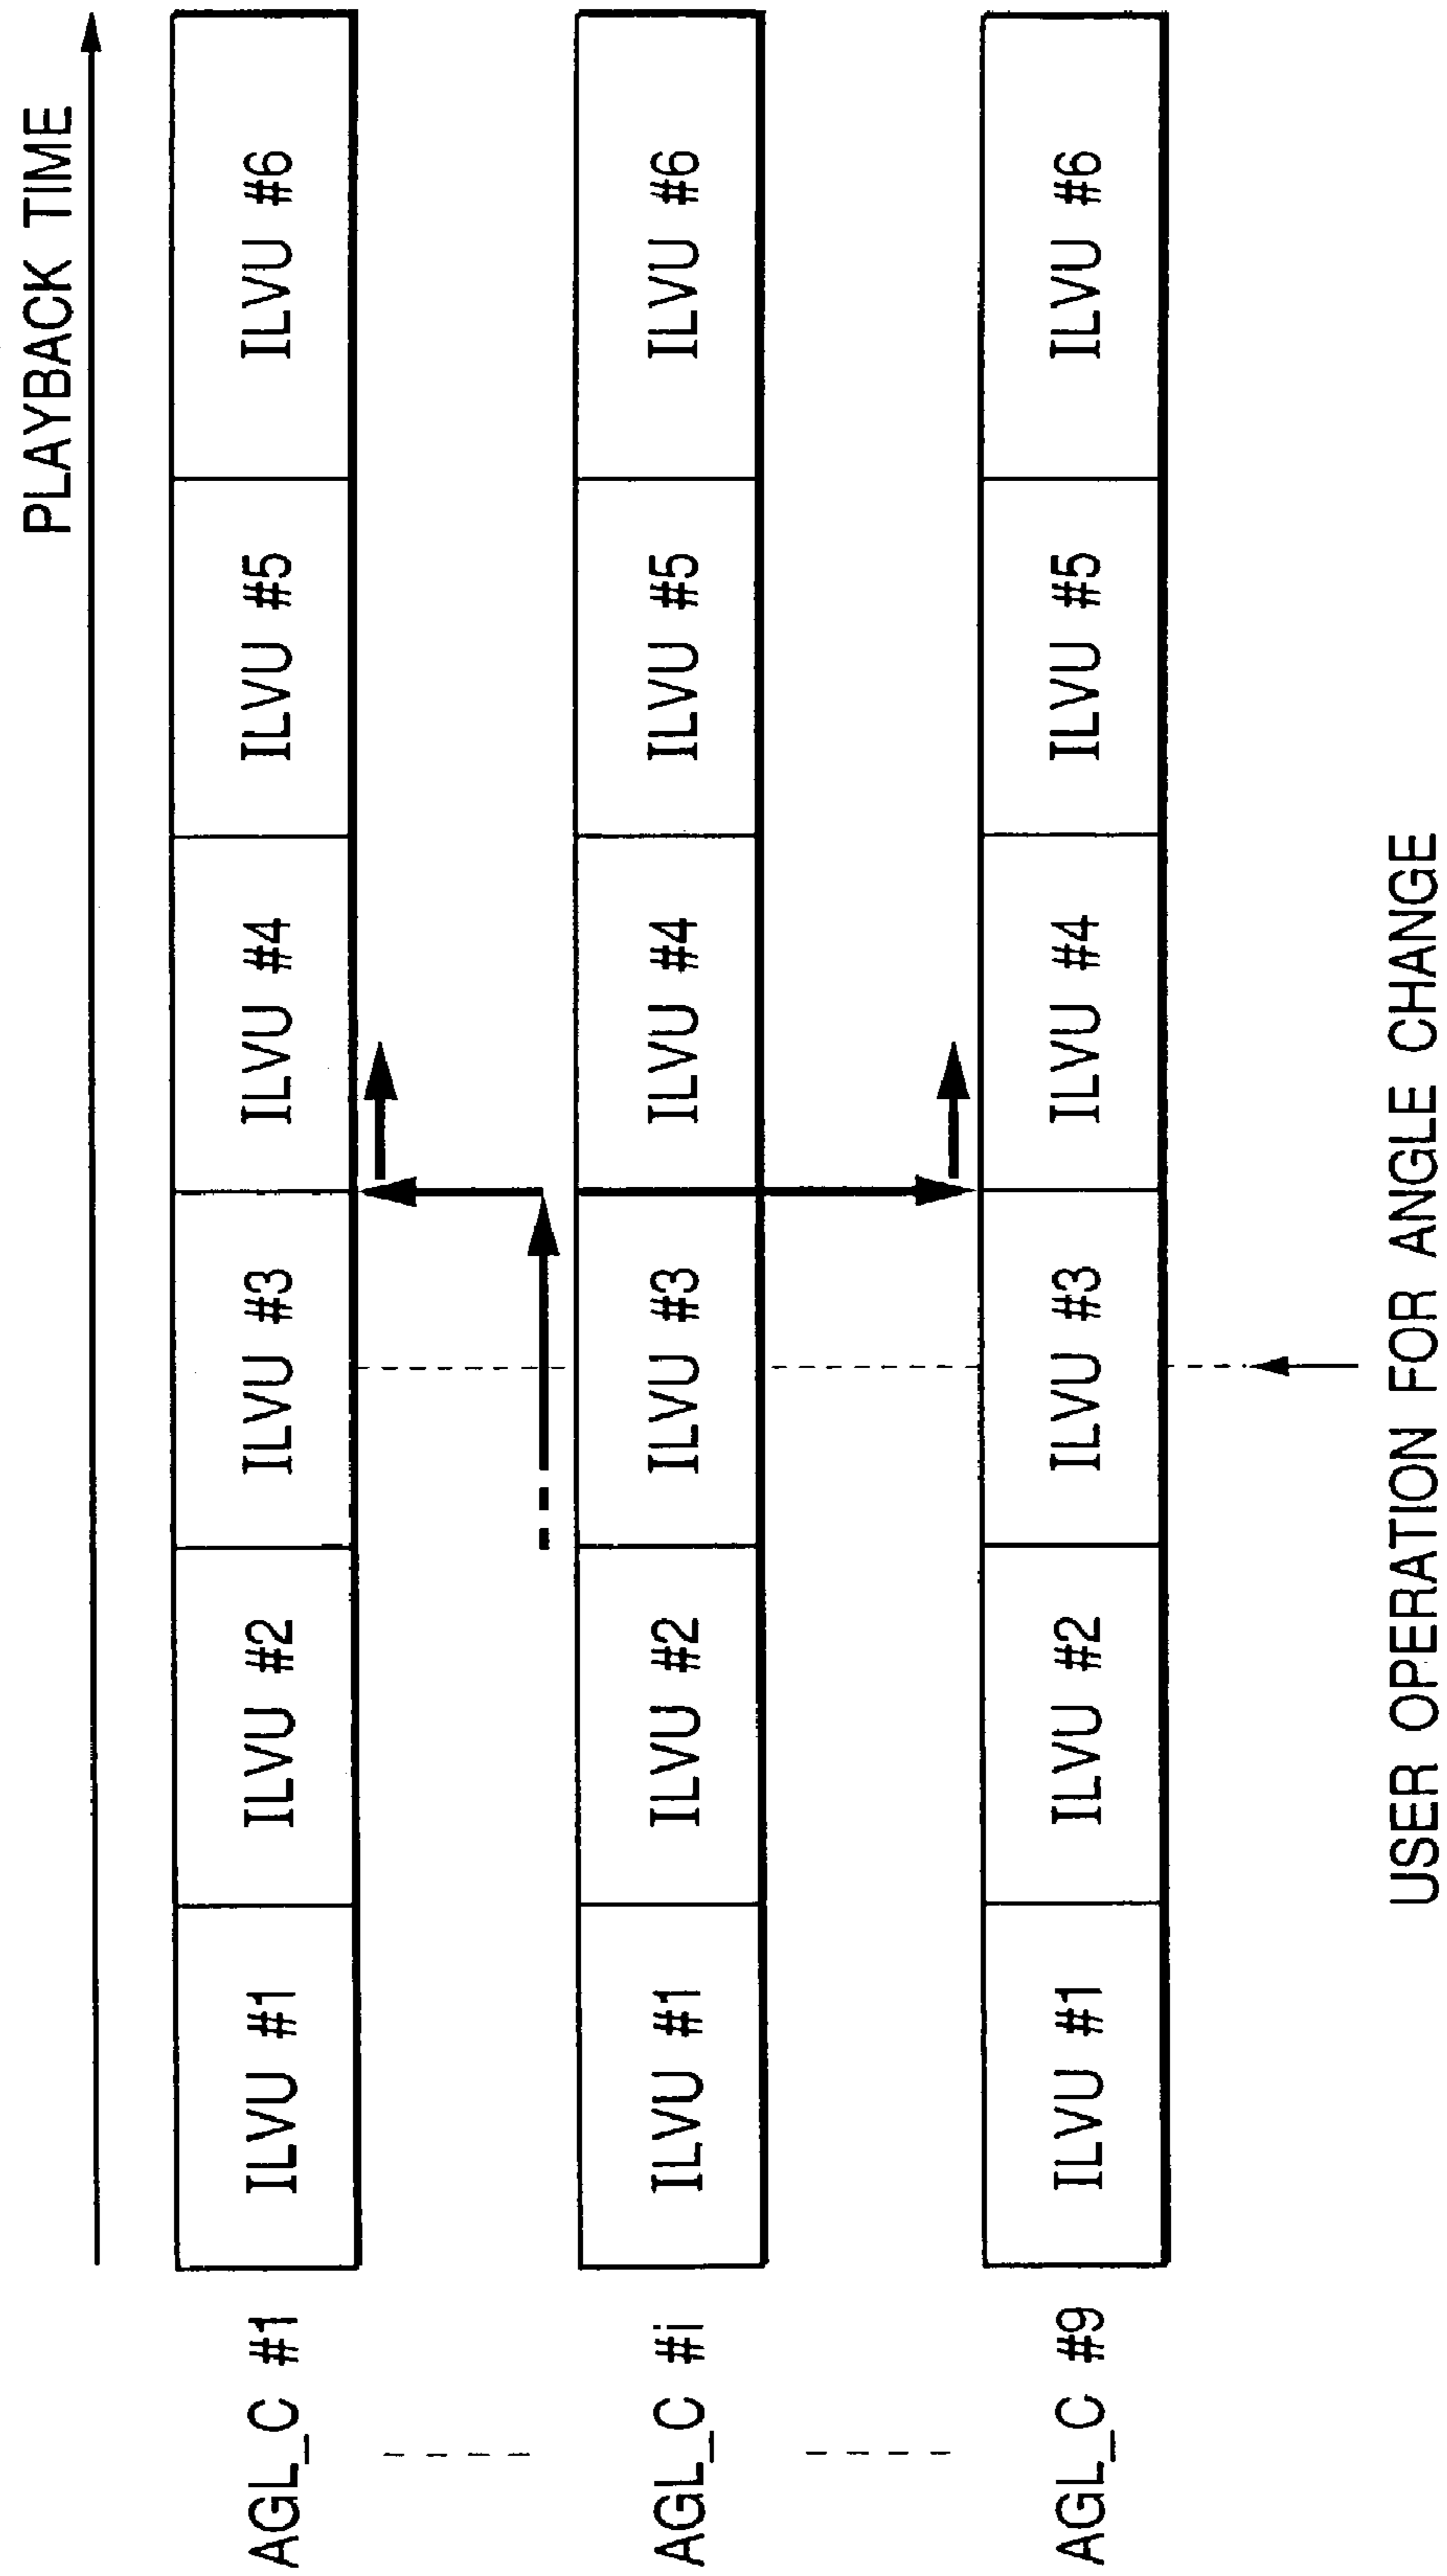 PLAYBACK TIME
AGL_C #1 ILVU #1 ILVU #2 ILVU #3 ILVU #4 ILVU #5 ILVU #6
AGL_C #i ILVU #1 ILVU #2 ILVU #3 ILVU #4 ILVU #5 ILVU #6
AGL_C #9 ILVU #1 ILVU #2 ILVU #3 ILVU #4 ILVU #5 ILVU #6
USER OPERATION FOR ANGLE CHANGE